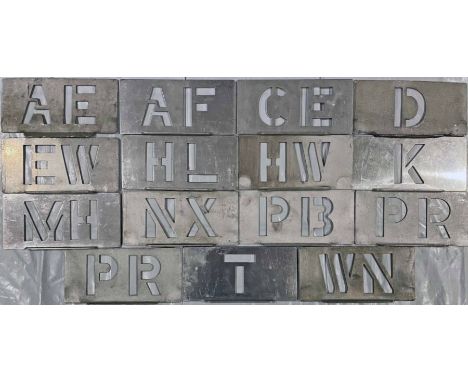 AE AF CE D
EW HL HW K
MH NX PB PR
PR T WN